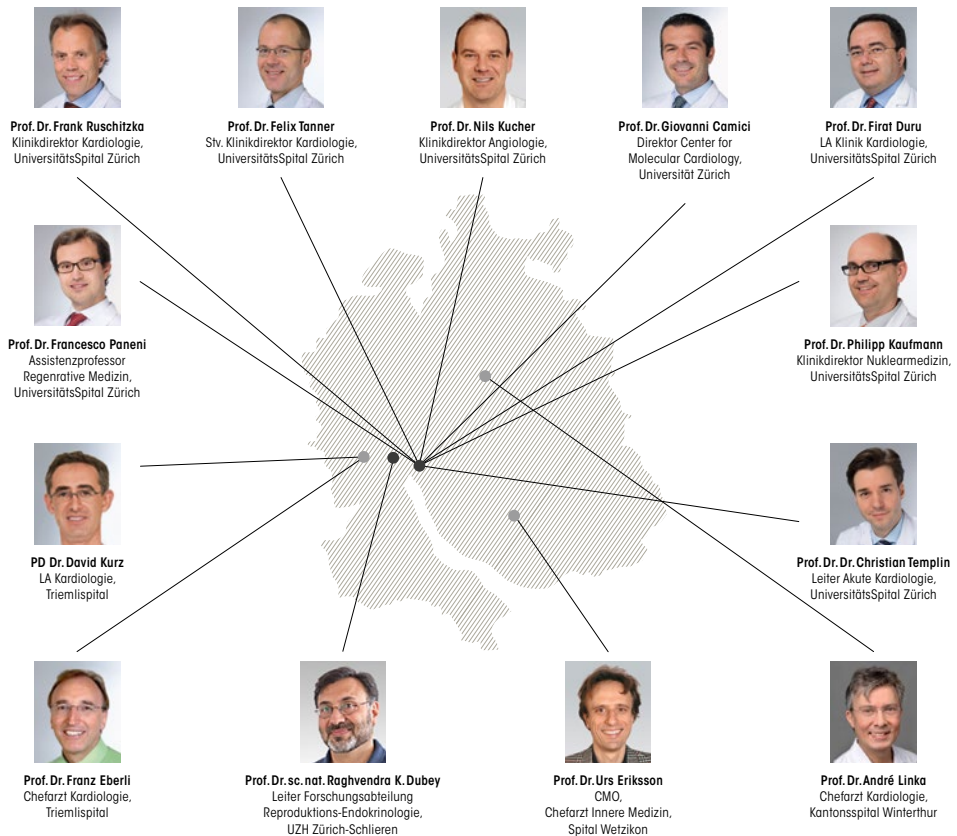 Prof. Dr. Frank Ruschitzka
Klinikdirektor Kardiologie,
UniversitätsSpital Zürich
Prof. Dr. Felix Tanner
Stv. Klinikdirektor Kardiologie,
UniversitätsSpital Zürich
Prof. Dr. Nils Kucher
Klinikdirektor Angiologie,
UniversitätsSpital Zürich
Prof. Dr. Giovanni Camici
Direktor Center for
Molecular Cardiology,
Universität Zürich
Prof. Dr. Firat Duru
LA Klinik Kardiologie,
UniversitätsSpital Zürich
Prof. Dr. Francesco Paneni
Assistenzprofessor
Regenrative Medizin,
UniversitätsSpital Zürich
Prof. Dr. Philipp Kaufmann
Klinikdirektor Nuklearmedizin,
UniversitätsSpital Zürich
PD Dr. David Kurz
LA Kardiologie,
Triemlispital
Prof. Dr. Dr. Christian Templin
Leiter Akute Kardiologie,
UniversitätsSpital Zürich
Prof. Dr. Franz Eberli
Chefarzt Kardiologie,
Triemlispital
Prof. Dr. sc. nat. Raghvendra K. Dubey
Leiter Forschungsabteilung
Reproduktions-Endokrinologie,
UZH Zürich-Schlieren
Prof. Dr. Urs Eriksson
CMO,
Chefarzt Innere Medizin,
Spital Wetzikon
Prof. Dr. André Linka
Chefarzt Kardiologie,
Kantonsspital Winterthur